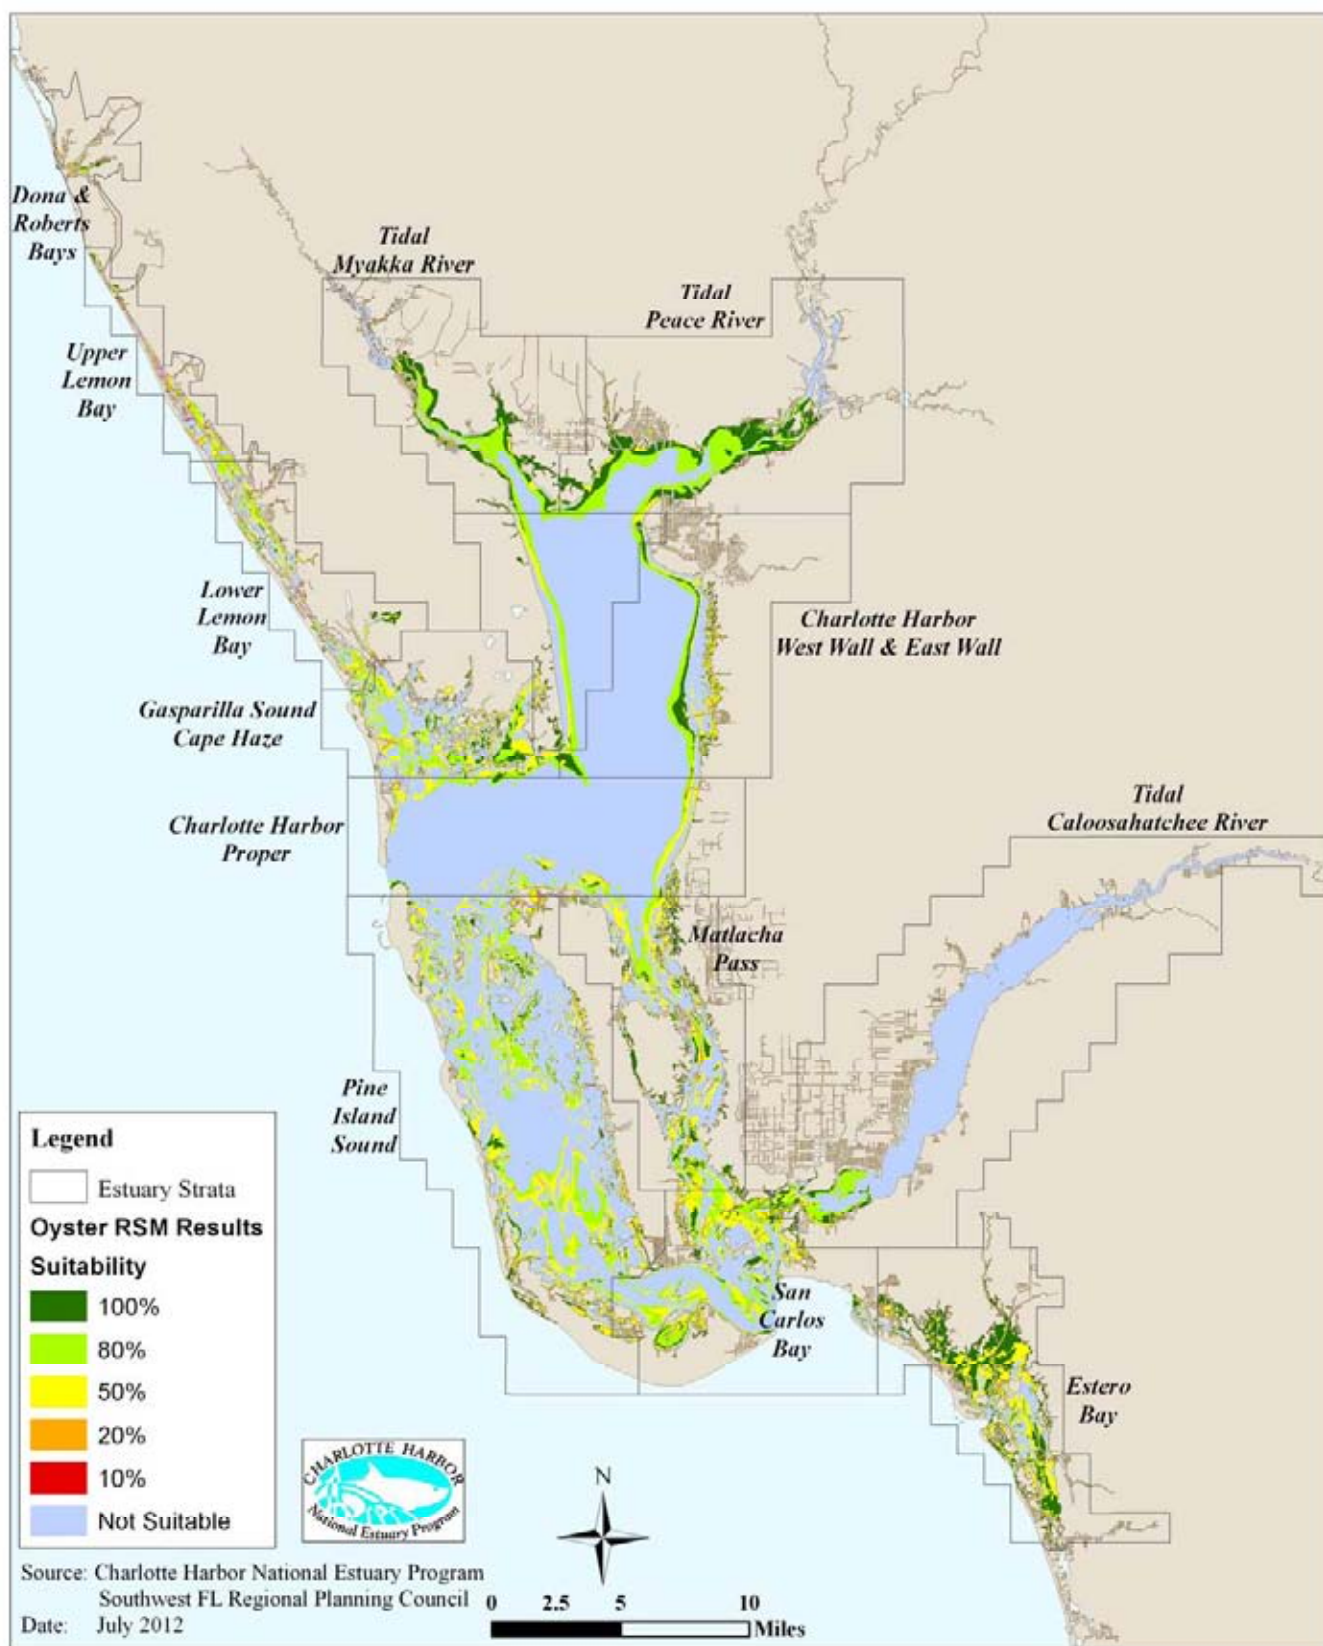 Dona &
Roberts
Bays
Tidal
Myakka River
Tidal
Peace River
Upper
Lemon
Bay
Lower
Lemon
Bay
Charlotte Harbor
West Wall & East Wall
Gasparilla Sound
Cape Haze
Charlotte Harbor
Proper
Tidal
Caloosahatchee River
Matlacha
Pass
Pine
Island
Sound
San
Carlos
Bay
Estero
Bay
Legend
Estuary Strata
Oyster RSM Results
Suitability
100%
80%
50%
20%
10%
Not Suitable
CHARLOTTE HARBOR
National Estuary Program
N
Source: Charlotte Harbor National Estuary Program
Southwest FL Regional Planning Council
Date: July 2012
0 2.5 5 10
Miles